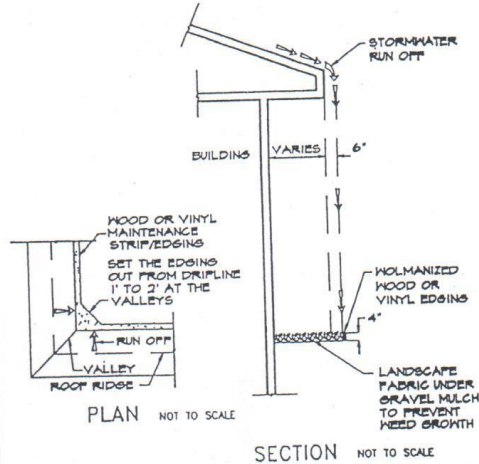 STORMWATER
RUN OFF
BUILDING
VARIES
6"
WOOD OR VINYL
MAINTENANCE
STRIP/EDGING
SET THE EDGING
OUT FROM DRIPLINE
1' TO 2' AT THE
VALLEYS
WOLMANIZED
WOOD OR
VINYL EDGING
4"
RUN OFF
VALLEY
ROOF RIDGE
LANDSCAPE
FABRIC UNDER
GRAVEL MULCH
TO PREVENT
WEED GROWTH
PLAN NOT TO SCALE
SECTION NOT TO SCALE